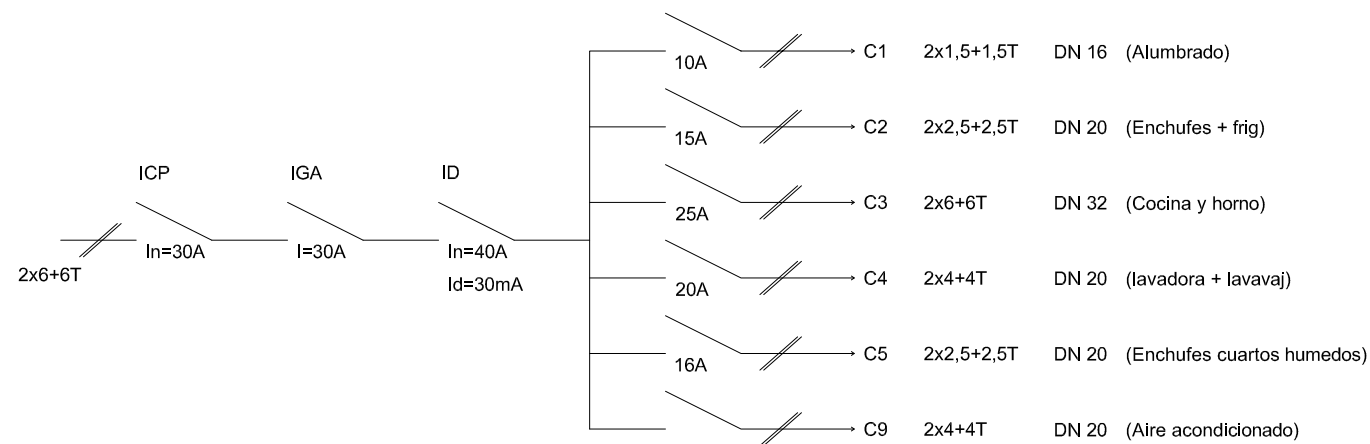 10A C1 2x1,5+1,5T DN 16 (Alumbrado)
15A C2 2x2,5+2,5T DN 20 (Enchufes + frig)
ICP IGA ID
25A C3 2x6+6T DN 32 (Cocina y horno)
In=30A I=30A In=40A
2x6+6T
Id=30mA
20A C4 2x4+4T DN 20 (lavadora + lavavaj)
16A C5 2x2,5+2,5T DN 20 (Enchufes cuartos humedos)
C9 2x4+4T DN 20 (Aire acondicionado)